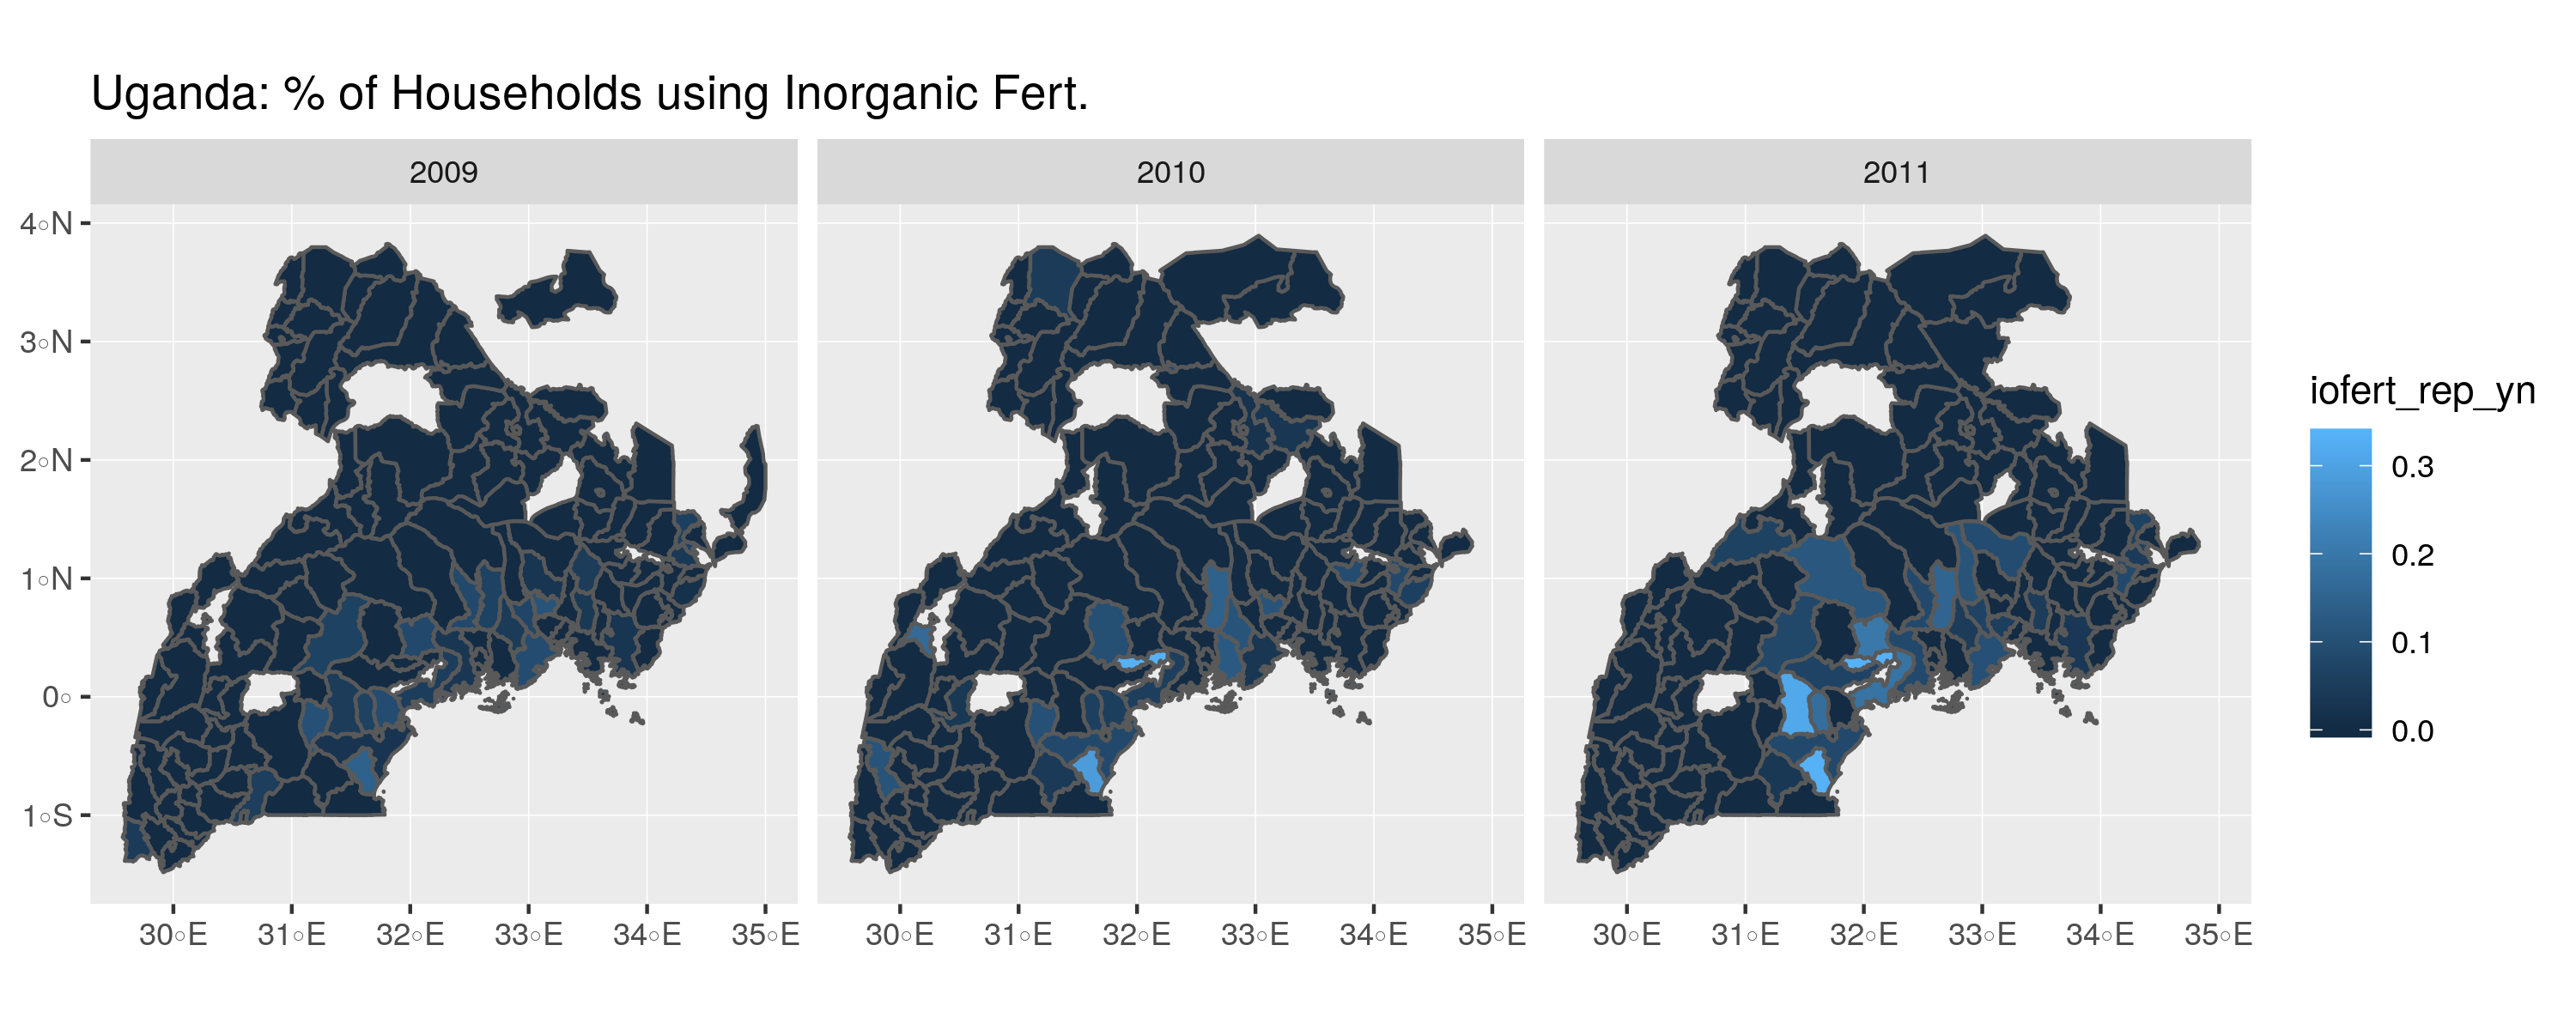 Uganda: % of Households using Inorganic Fert.
2009
2010
2011
4◦N
3◦N
2◦N
1◦N
0◦
1◦S
30◦E 31◦E 32◦E 33◦E 34◦E 35◦E
30◦E 31◦E 32◦E 33◦E 34◦E 35◦E
30◦E 31◦E 32◦E 33◦E 34◦E 35◦E
iofert_rep_yn
0.3
0.2
0.1
0.0